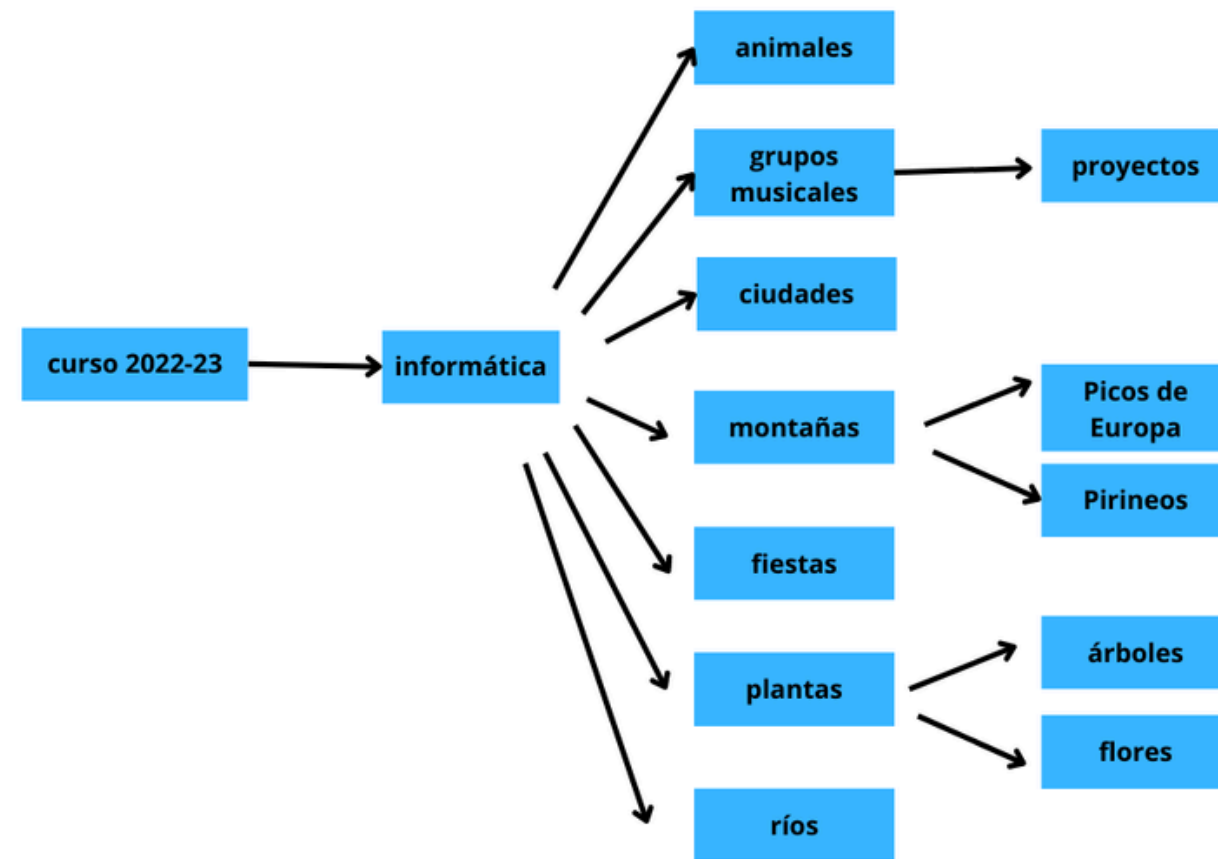 animales
grupos
musicales
proyectos
ciudades
curso 2022-23
informática
montañas
Picos de
Europa
Pirineos
fiestas
plantas
árboles
flores
ríos